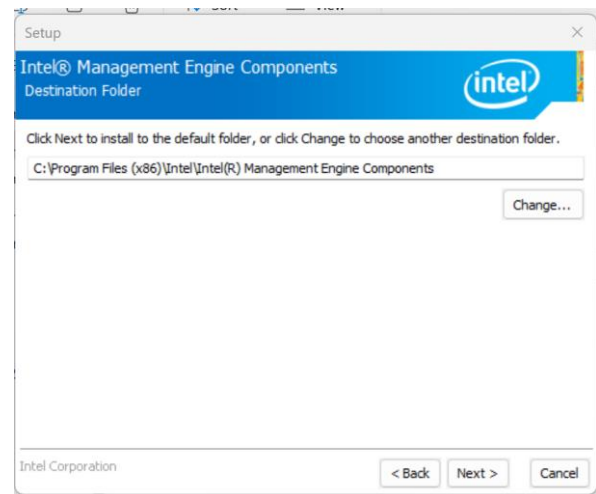 Setup
Intel® Management Engine Components
Destination Folder
intel
Click Next to install to the default folder, or click Change to choose another destination folder.
C:\Program Files (x86)\Intel\Intel(R) Management Engine Components
Change...
Intel Corporation
< Back
Next >
Cancel